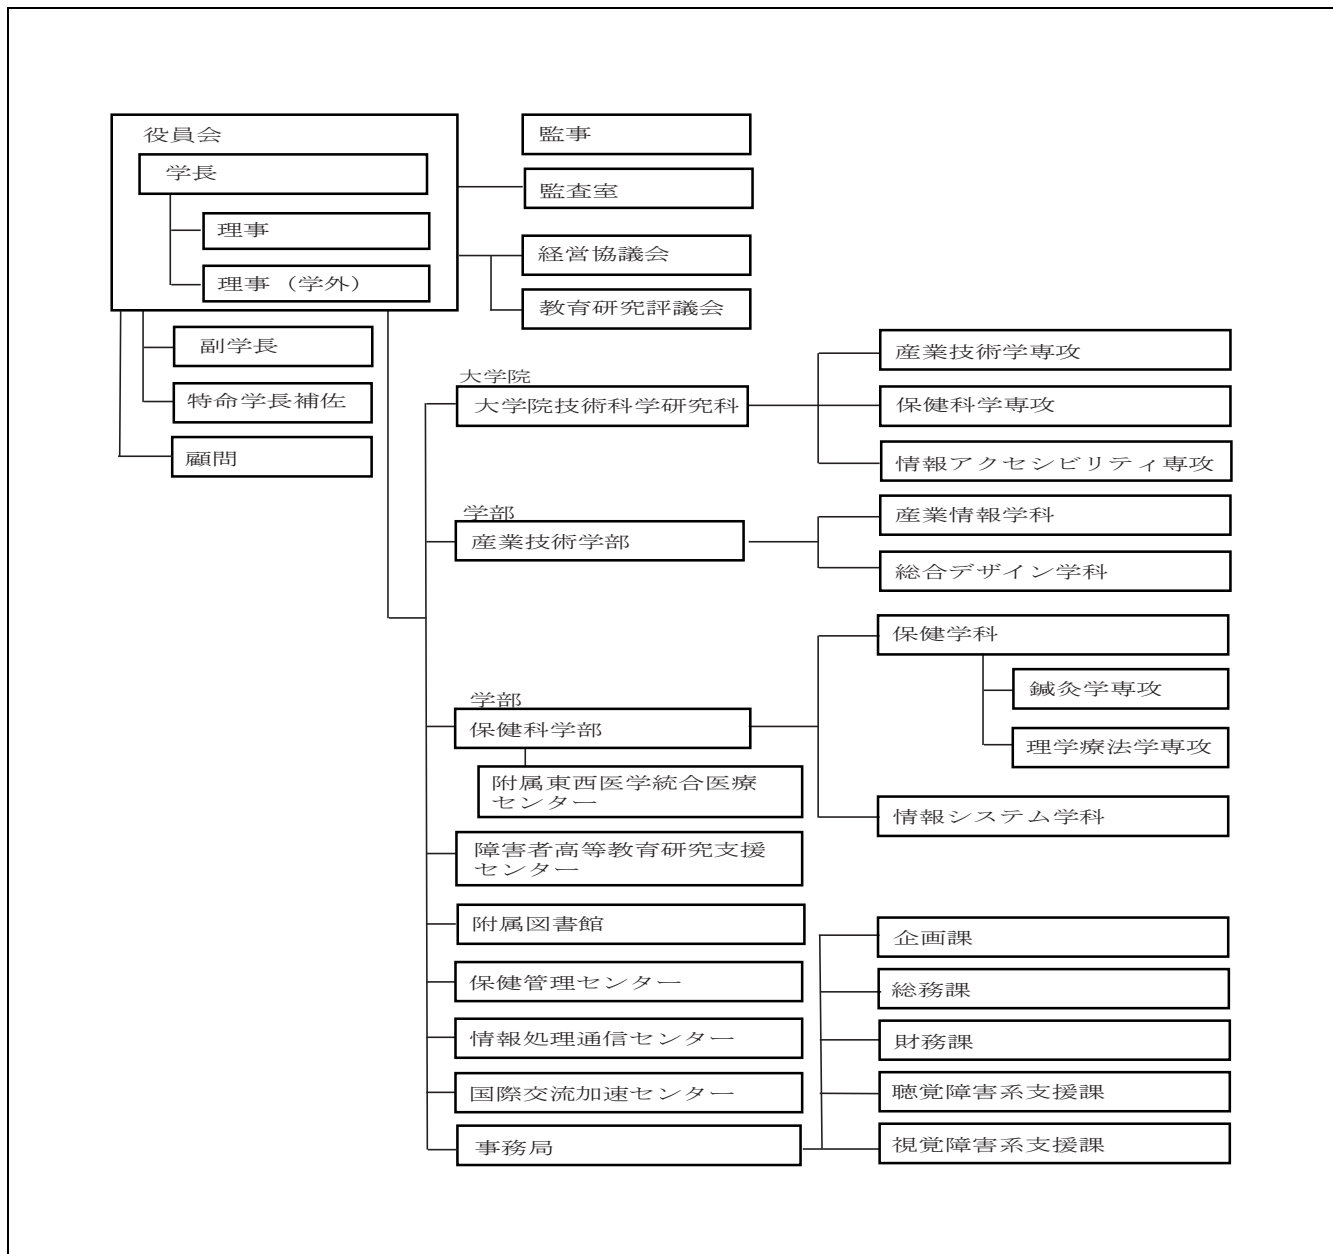 役員会
学長
理事
理事（学外）
監事
監査室
経営協議会
教育研究評議会
副学長
特命学長補佐
顧問
大学院
大学院技術科学研究科
産業技術学専攻
保健科学専攻
情報アクセシビリティ専攻
学部
産業技術学部
産業情報学科
総合デザイン学科
学部
保健科学部
附属東西医学統合医療
センター
保健学科
鍼灸学専攻
理学療法学専攻
情報システム学科
障害者高等教育研究支援
センター
附属図書館
保健管理センター
情報処理通信センター
国際交流加速センター
事務局
企画課
総務課
財務課
聴覚障害系支援課
視覚障害系支援課